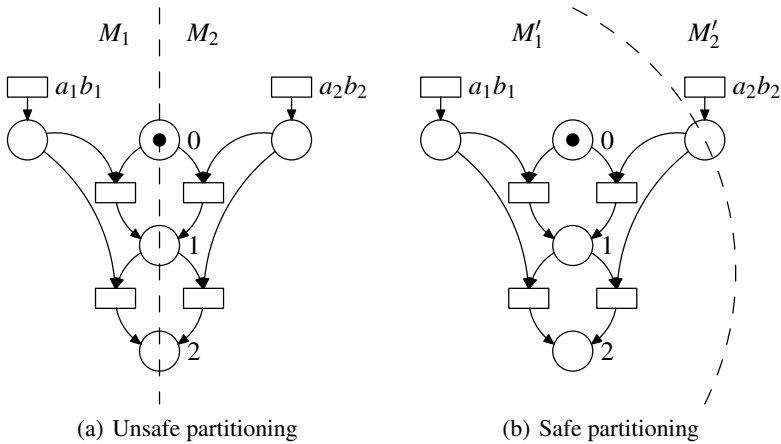 M₁ M₂ M′₁ M′₂
a₁b₁ a₂b₂ a₁b₁ a₂b₂
0 0
1 1
2 2
(a) Unsafe partitioning (b) Safe partitioning